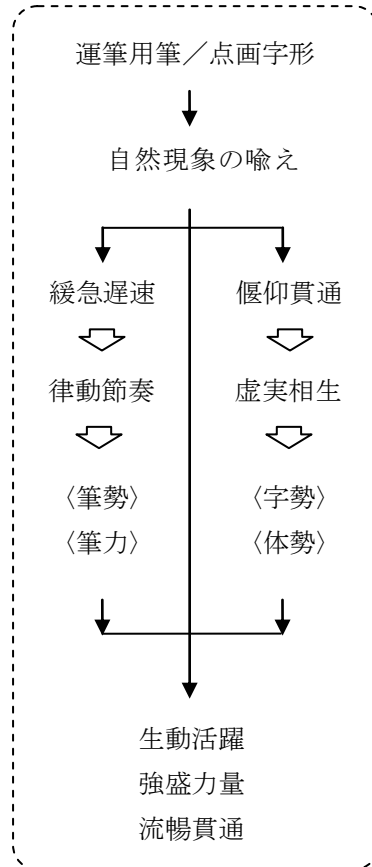 運筆用筆／点画字形
自然現象の喩え
緩急遅速
偃仰貫通
律動節奏
虚実相生
〈筆勢〉
〈筆力〉
〈字勢〉
〈体勢〉
生動活躍
強盛力量
流暢貫通